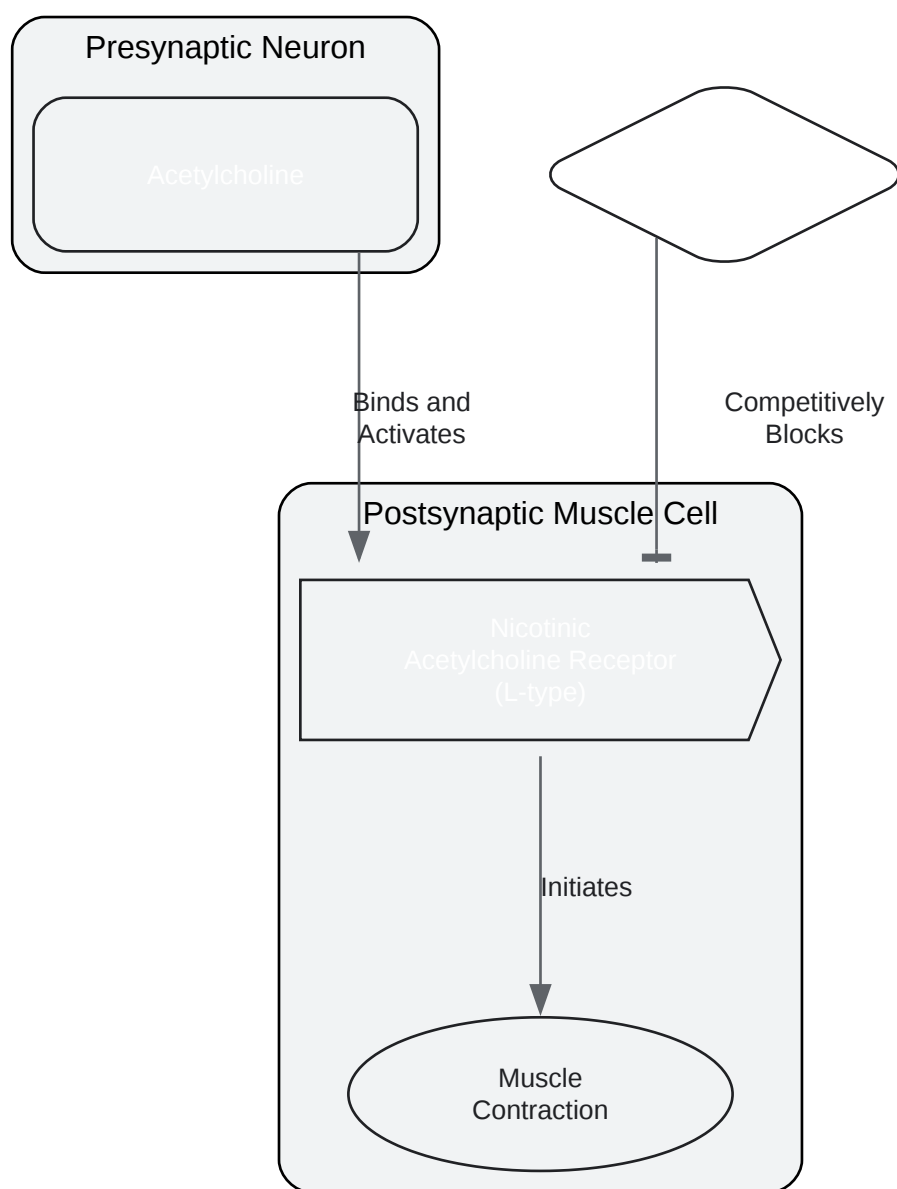 Presynaptic Neuron
Acetylcholine
Binds and
Activates
Competitively
Blocks
Postsynaptic Muscle Cell
Nicotinic
Acetylcholine Receptor
(L-type)
Initiates
Muscle
Contraction